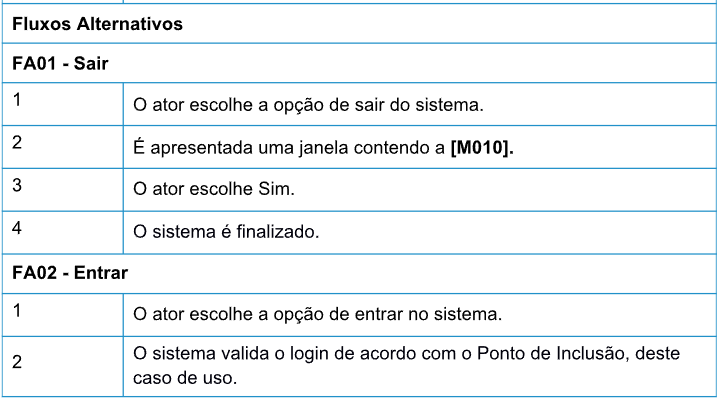 Fluxos Alternativos
FA01 - Sair
1 O ator escolhe a opção de sair do sistema.
2 É apresentada uma janela contendo a [M010].
3 O ator escolhe Sim.
4 O sistema é finalizado.
FA02 - Entrar
1 O ator escolhe a opção de entrar no sistema.
2 O sistema valida o login de acordo com o Ponto de Inclusão, deste
caso de uso.